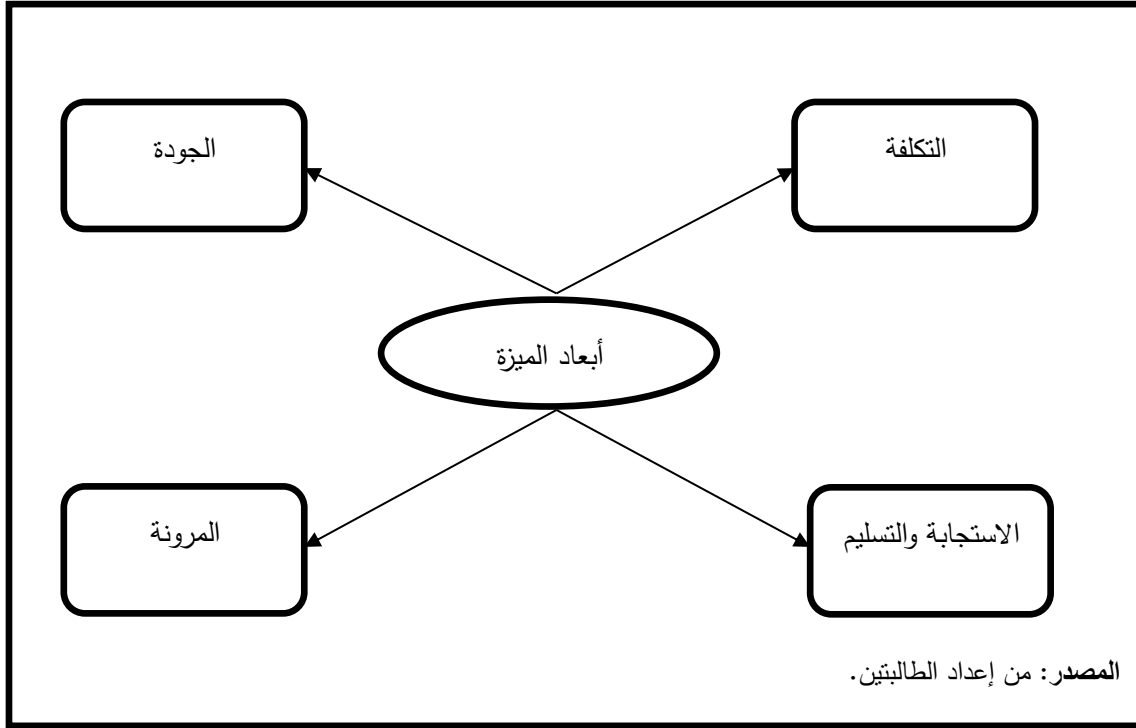 التكلفة
الجودة
أبعاد الميزة
الاستجابة والتسليم
المرونة
المصدر: من إعداد الطالبتين.